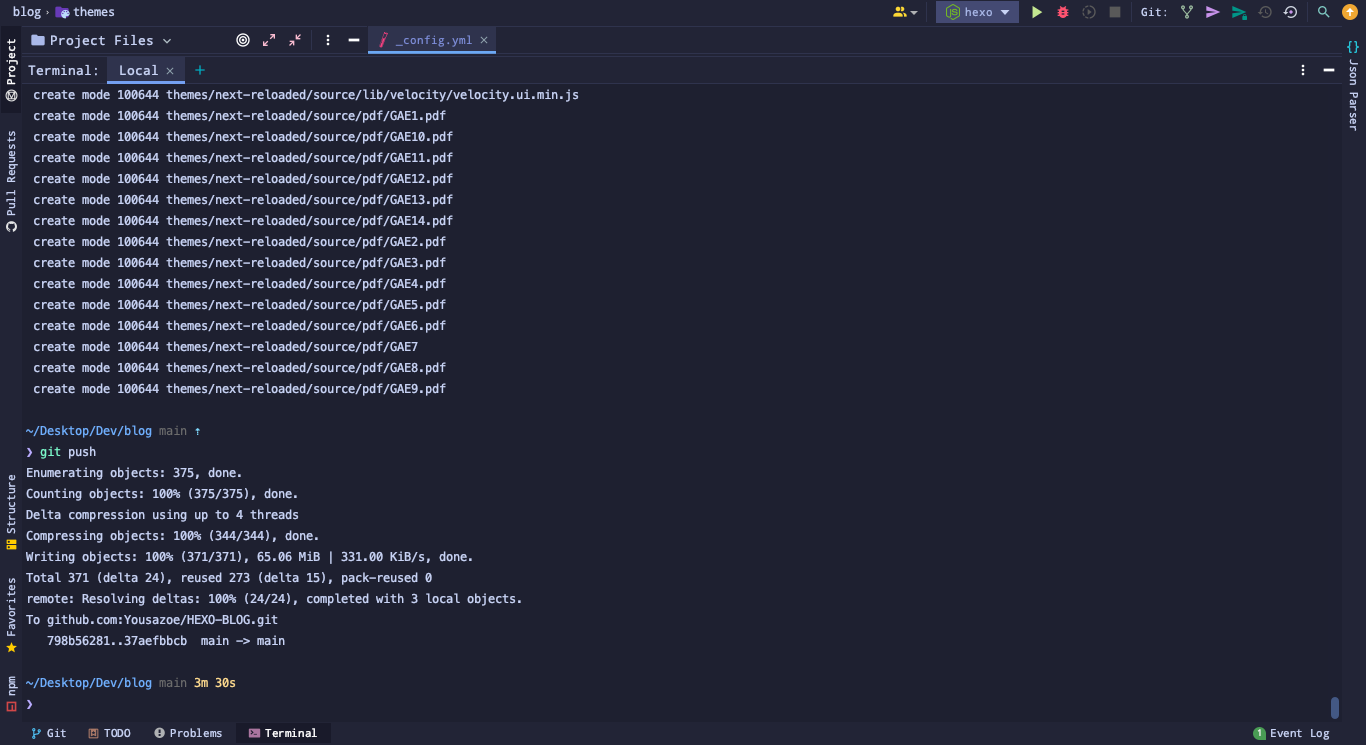 blog › themes
hexo
Git:
Project Files
_config.yml ×
Terminal: Local × +
create mode 100644 themes/next-reloaded/source/lib/velocity/velocity.ui.min.js
create mode 100644 themes/next-reloaded/source/pdf/GAE1.pdf
create mode 100644 themes/next-reloaded/source/pdf/GAE10.pdf
create mode 100644 themes/next-reloaded/source/pdf/GAE11.pdf
create mode 100644 themes/next-reloaded/source/pdf/GAE12.pdf
create mode 100644 themes/next-reloaded/source/pdf/GAE13.pdf
create mode 100644 themes/next-reloaded/source/pdf/GAE14.pdf
create mode 100644 themes/next-reloaded/source/pdf/GAE2.pdf
create mode 100644 themes/next-reloaded/source/pdf/GAE3.pdf
create mode 100644 themes/next-reloaded/source/pdf/GAE4.pdf
create mode 100644 themes/next-reloaded/source/pdf/GAE5.pdf
create mode 100644 themes/next-reloaded/source/pdf/GAE6.pdf
create mode 100644 themes/next-reloaded/source/pdf/GAE7
create mode 100644 themes/next-reloaded/source/pdf/GAE8.pdf
create mode 100644 themes/next-reloaded/source/pdf/GAE9.pdf
~/Desktop/Dev/blog main ↑
❯ git push
Enumerating objects: 375, done.
Counting objects: 100% (375/375), done.
Delta compression using up to 4 threads
Compressing objects: 100% (344/344), done.
Writing objects: 100% (371/371), 65.06 MiB | 331.00 KiB/s, done.
Total 371 (delta 24), reused 273 (delta 15), pack-reused 0
remote: Resolving deltas: 100% (24/24), completed with 3 local objects.
To github.com:Yousazoe/HEXO-BLOG.git
798b56281..37aefbbcb main -> main
~/Desktop/Dev/blog main 3m 30s
❯
Project
Pull Requests
Structure
Favorites
npm
{} Json Parser
Git
TODO
Problems
Terminal
1 Event Log